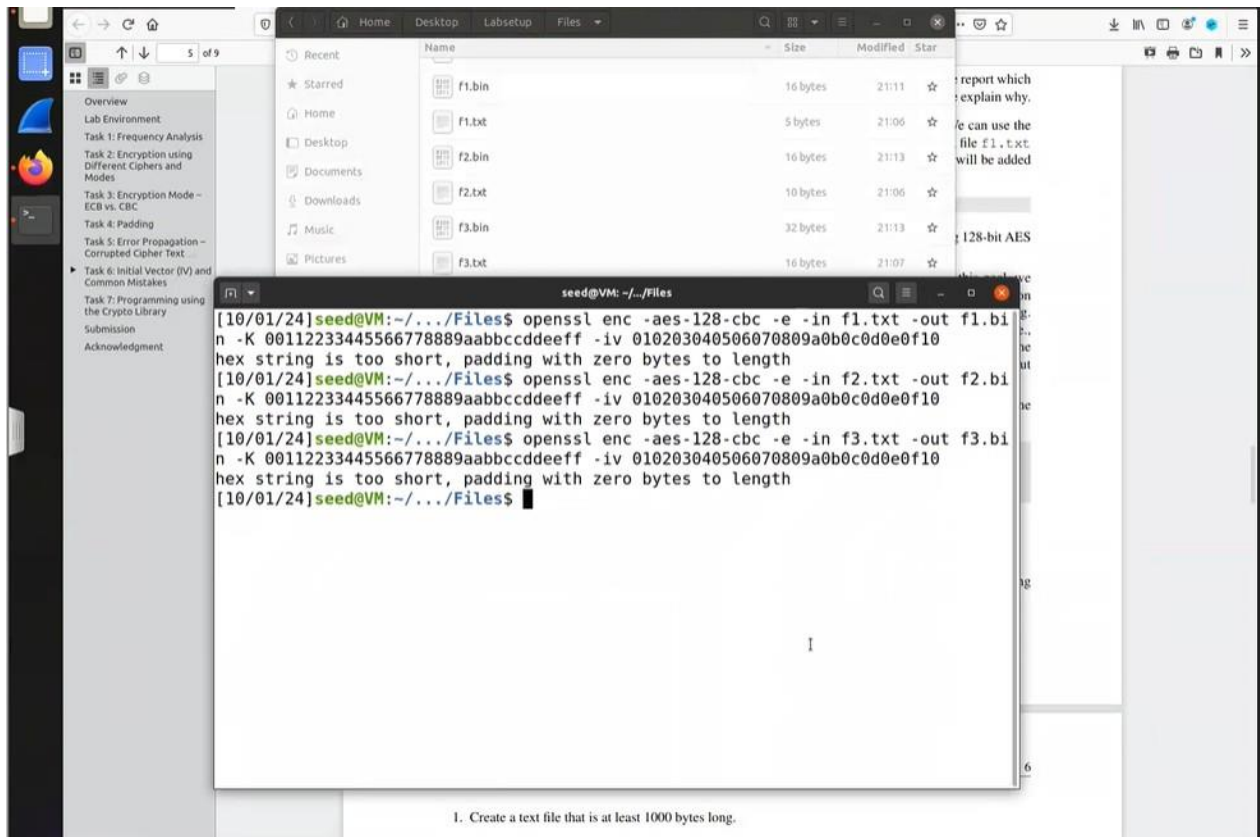 5 of 9
Overview
Lab Environment
Task 1: Frequency Analysis
Task 2: Encryption using
Different Ciphers and
Modes
Task 3: Encryption Mode –
ECB vs. CBC
Task 4: Padding
Task 5: Error Propagation –
Corrupted Cipher Text
Task 6: Initial Vector (IV) and
Common Mistakes
Task 7: Programming using
the Crypto Library
Submission
Acknowledgment
Home Desktop Labsetup Files
Recent
Starred
Home
Desktop
Documents
Downloads
Music
Pictures
Name Size Modified Star
f1.bin 16 bytes 21:11
f1.txt 5 bytes 21:06
f2.bin 16 bytes 21:13
f2.txt 10 bytes 21:06
f3.bin 32 bytes 21:13
f3.txt 16 bytes 21:07
report which
explain why.
can use the
file f1.txt
will be added
128-bit AES
seed@VM: ~/.../Files
[10/01/24]seed@VM:~/.../Files$ openssl enc -aes-128-cbc -e -in f1.txt -out f1.bi
n -K 00112233445566778889aabbccddeeff -iv 010203040506070809a0b0c0d0e0f10
hex string is too short, padding with zero bytes to length
[10/01/24]seed@VM:~/.../Files$ openssl enc -aes-128-cbc -e -in f2.txt -out f2.bi
n -K 00112233445566778889aabbccddeeff -iv 010203040506070809a0b0c0d0e0f10
hex string is too short, padding with zero bytes to length
[10/01/24]seed@VM:~/.../Files$ openssl enc -aes-128-cbc -e -in f3.txt -out f3.bi
n -K 00112233445566778889aabbccddeeff -iv 010203040506070809a0b0c0d0e0f10
hex string is too short, padding with zero bytes to length
[10/01/24]seed@VM:~/.../Files$
6
1. Create a text file that is at least 1000 bytes long.